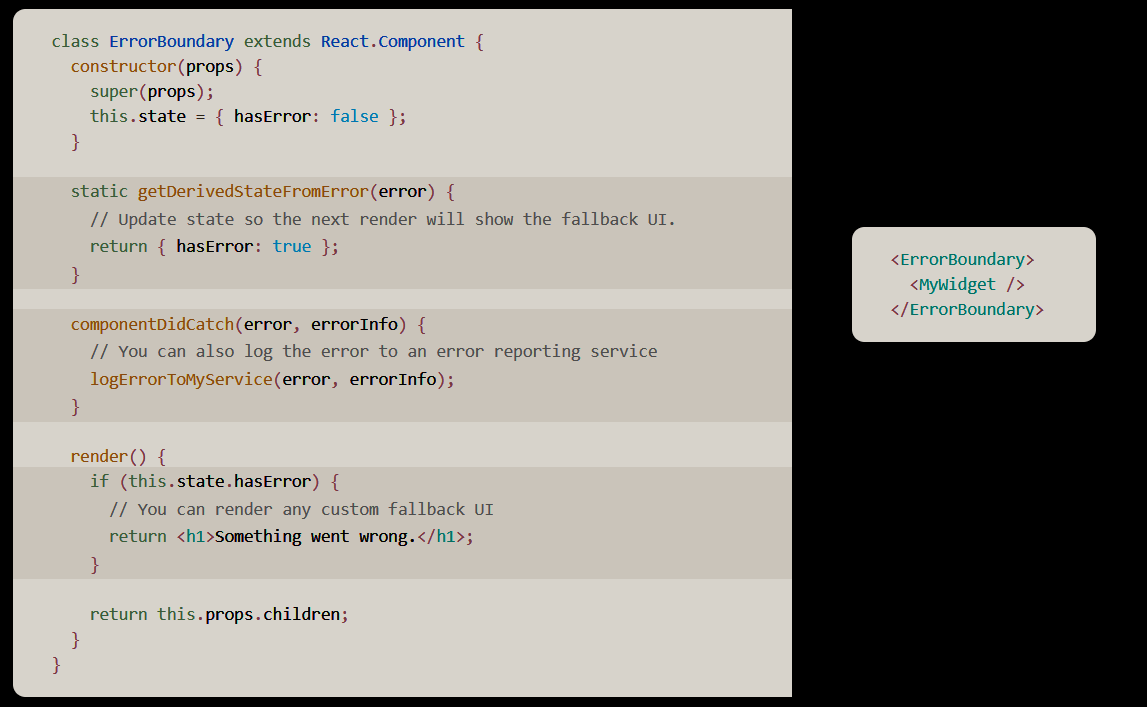 class ErrorBoundary extends React.Component {
  constructor(props) {
    super(props);
    this.state = { hasError: false };
  }
  static getDerivedStateFromError(error) {
    // Update state so the next render will show the fallback UI.
    return { hasError: true };
  }
  componentDidCatch(error, errorInfo) {
    // You can also log the error to an error reporting service
    logErrorToMyService(error, errorInfo);
  }
  render() {
    if (this.state.hasError) {
      // You can render any custom fallback UI
      return <h1>Something went wrong.</h1>;
    }
    return this.props.children;
  }
}
<ErrorBoundary>
  <MyWidget />
</ErrorBoundary>